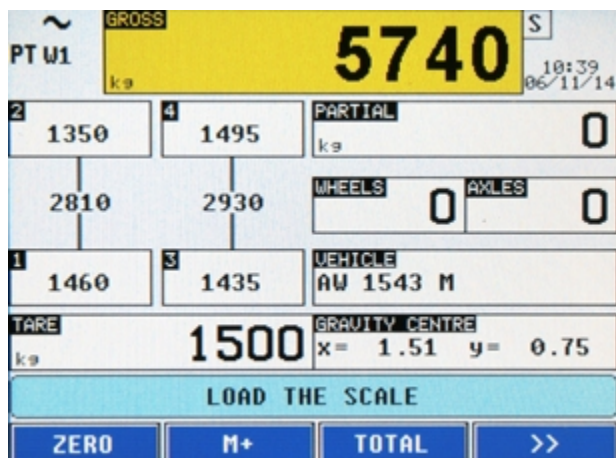 GROSS
S
PT W1
kg
5740
10:39
06/11/14
2
1350
4
1495
PARTIAL
kg
0
2810
2930
WHEELS
0
AXLES
0
1
1460
3
1435
VEHICLE
AW 1543 M
TARE
kg
1500
GRAVITY CENTRE
x= 1.51 y= 0.75
LOAD THE SCALE
ZERO
M+
TOTAL
>>